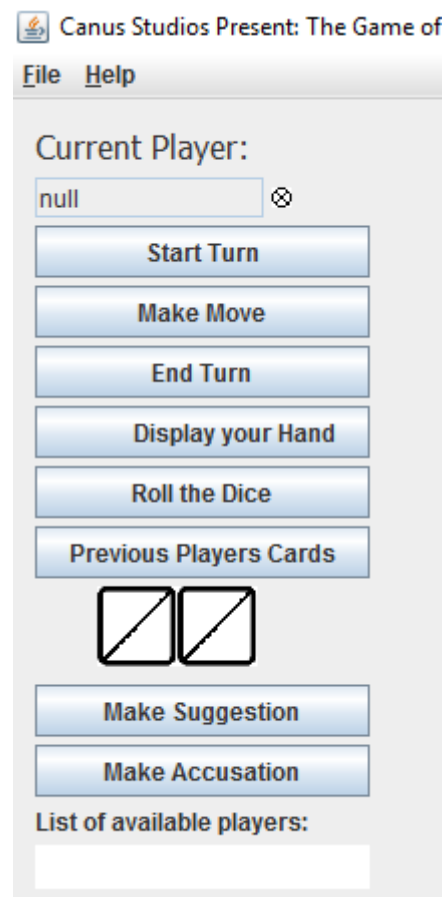 Canus Studios Present: The Game of
File Help
Current Player:
null
Start Turn
Make Move
End Turn
Display your Hand
Roll the Dice
Previous Players Cards
Make Suggestion
Make Accusation
List of available players: